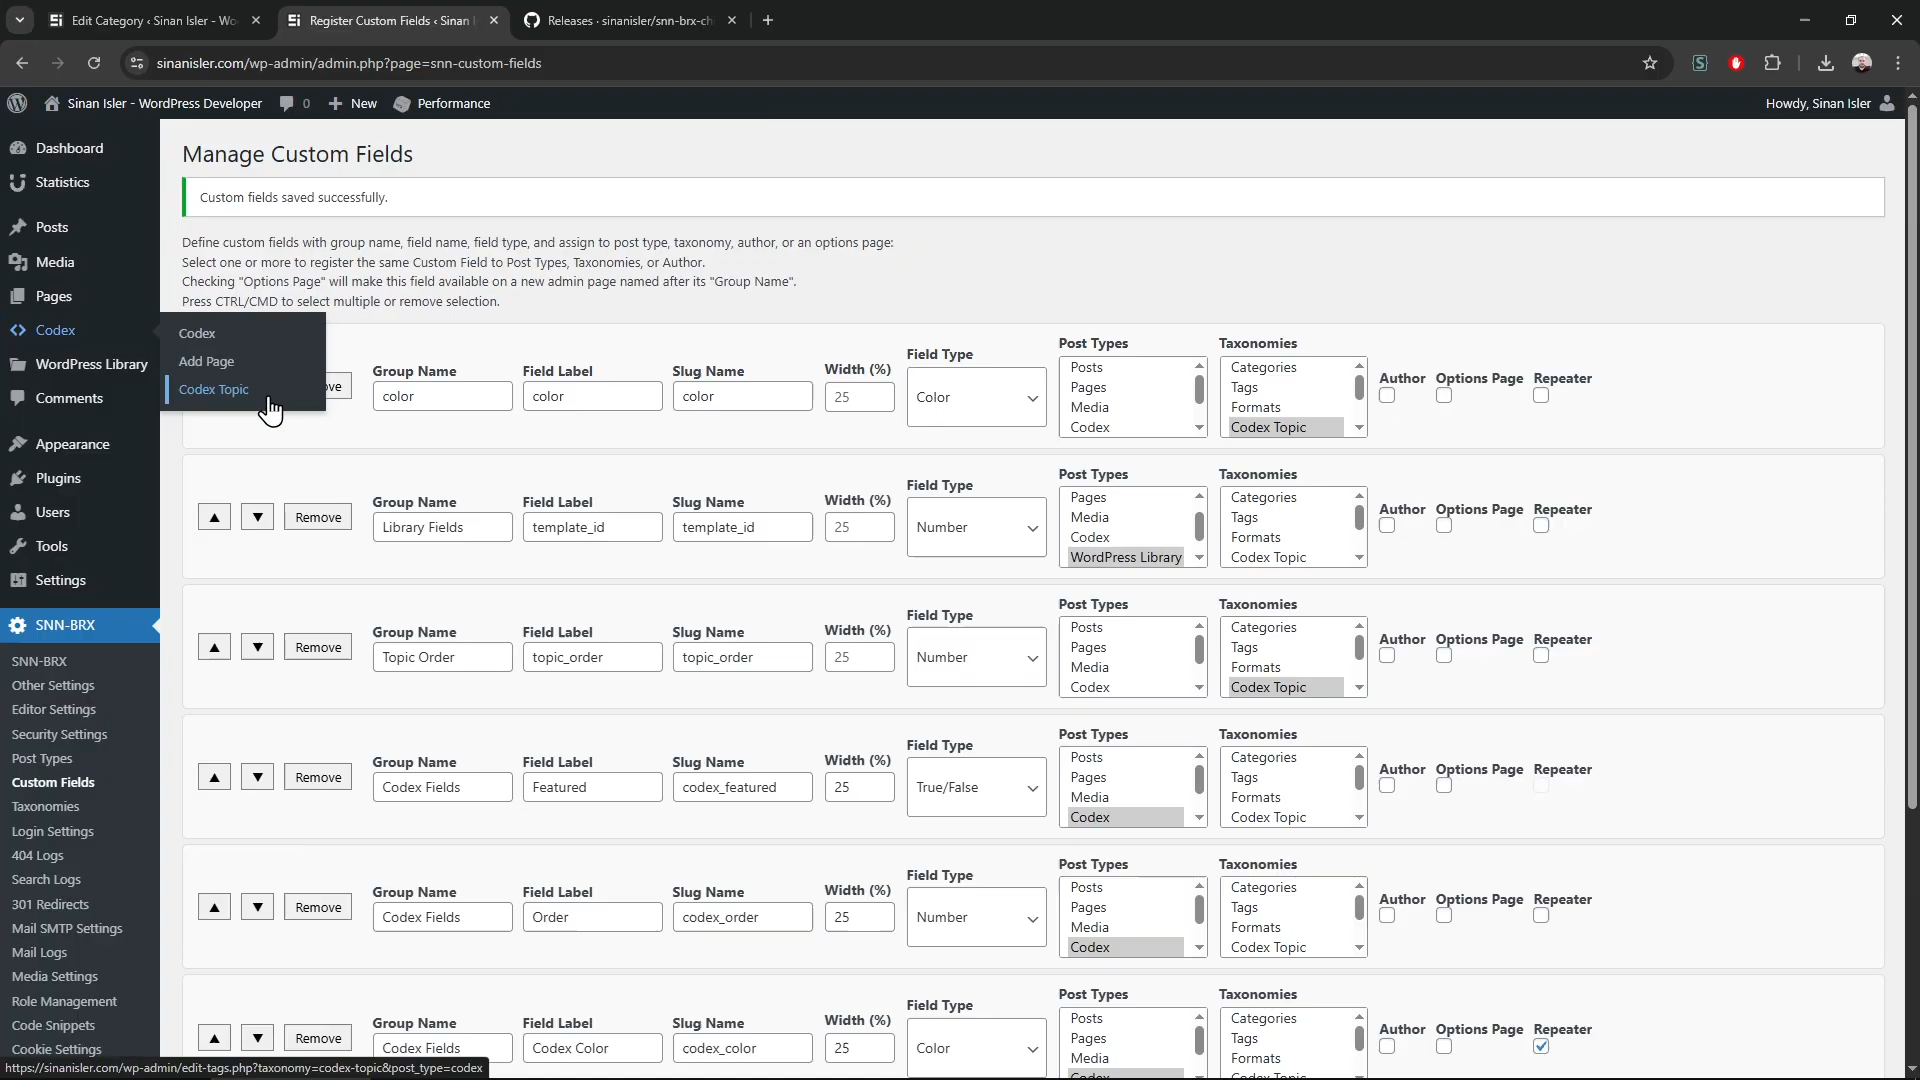 Edit Category ‹ Sinan Isler - Wo
Register Custom Fields ‹ Sinan I
Releases · sinanisler/snn-brx-ch
sinanisler.com/wp-admin/admin.php?page=snn-custom-fields
Sinan Isler - WordPress Developer
0
New
Performance
Howdy, Sinan Isler
Dashboard
Statistics
Posts
Media
Pages
Codex
WordPress Library
Comments
Appearance
Plugins
Users
Tools
Settings
SNN-BRX
SNN-BRX
Other Settings
Editor Settings
Security Settings
Post Types
Custom Fields
Taxonomies
Login Settings
404 Logs
Search Logs
301 Redirects
Mail SMTP Settings
Mail Logs
Media Settings
Role Management
Code Snippets
Cookie Settings
Codex
Add Page
Codex Topic
Manage Custom Fields
Custom fields saved successfully.
Define custom fields with group name, field name, field type, and assign to post type, taxonomy, author, or an options page:
Select one or more to register the same Custom Field to Post Types, Taxonomies, or Author.
Checking "Options Page" will make this field available on a new admin page named after its "Group Name".
Press CTRL/CMD to select multiple or remove selection.
ve
Group Name
color
Field Label
color
Slug Name
color
Width (%)
25
Field Type
Color
Post Types
Posts
Pages
Media
Codex
Taxonomies
Categories
Tags
Formats
Codex Topic
Author
Options Page
Repeater
▲
▼
Remove
Group Name
Library Fields
Field Label
template_id
Slug Name
template_id
Width (%)
25
Field Type
Number
Post Types
Pages
Media
Codex
WordPress Library
Taxonomies
Categories
Tags
Formats
Codex Topic
Author
Options Page
Repeater
▲
▼
Remove
Group Name
Topic Order
Field Label
topic_order
Slug Name
topic_order
Width (%)
25
Field Type
Number
Post Types
Posts
Pages
Media
Codex
Taxonomies
Categories
Tags
Formats
Codex Topic
Author
Options Page
Repeater
▲
▼
Remove
Group Name
Codex Fields
Field Label
Featured
Slug Name
codex_featured
Width (%)
25
Field Type
True/False
Post Types
Posts
Pages
Media
Codex
Taxonomies
Categories
Tags
Formats
Codex Topic
Author
Options Page
Repeater
▲
▼
Remove
Group Name
Codex Fields
Field Label
Order
Slug Name
codex_order
Width (%)
25
Field Type
Number
Post Types
Posts
Pages
Media
Codex
Taxonomies
Categories
Tags
Formats
Codex Topic
Author
Options Page
Repeater
▲
▼
Remove
Group Name
Codex Fields
Field Label
Codex Color
Slug Name
codex_color
Width (%)
25
Field Type
Color
Post Types
Posts
Pages
Media
Codex
Taxonomies
Categories
Tags
Formats
Codex Topic
Author
Options Page
Repeater
https://sinanisler.com/wp-admin/edit-tags.php?taxonomy=codex-topic&post_type=codex